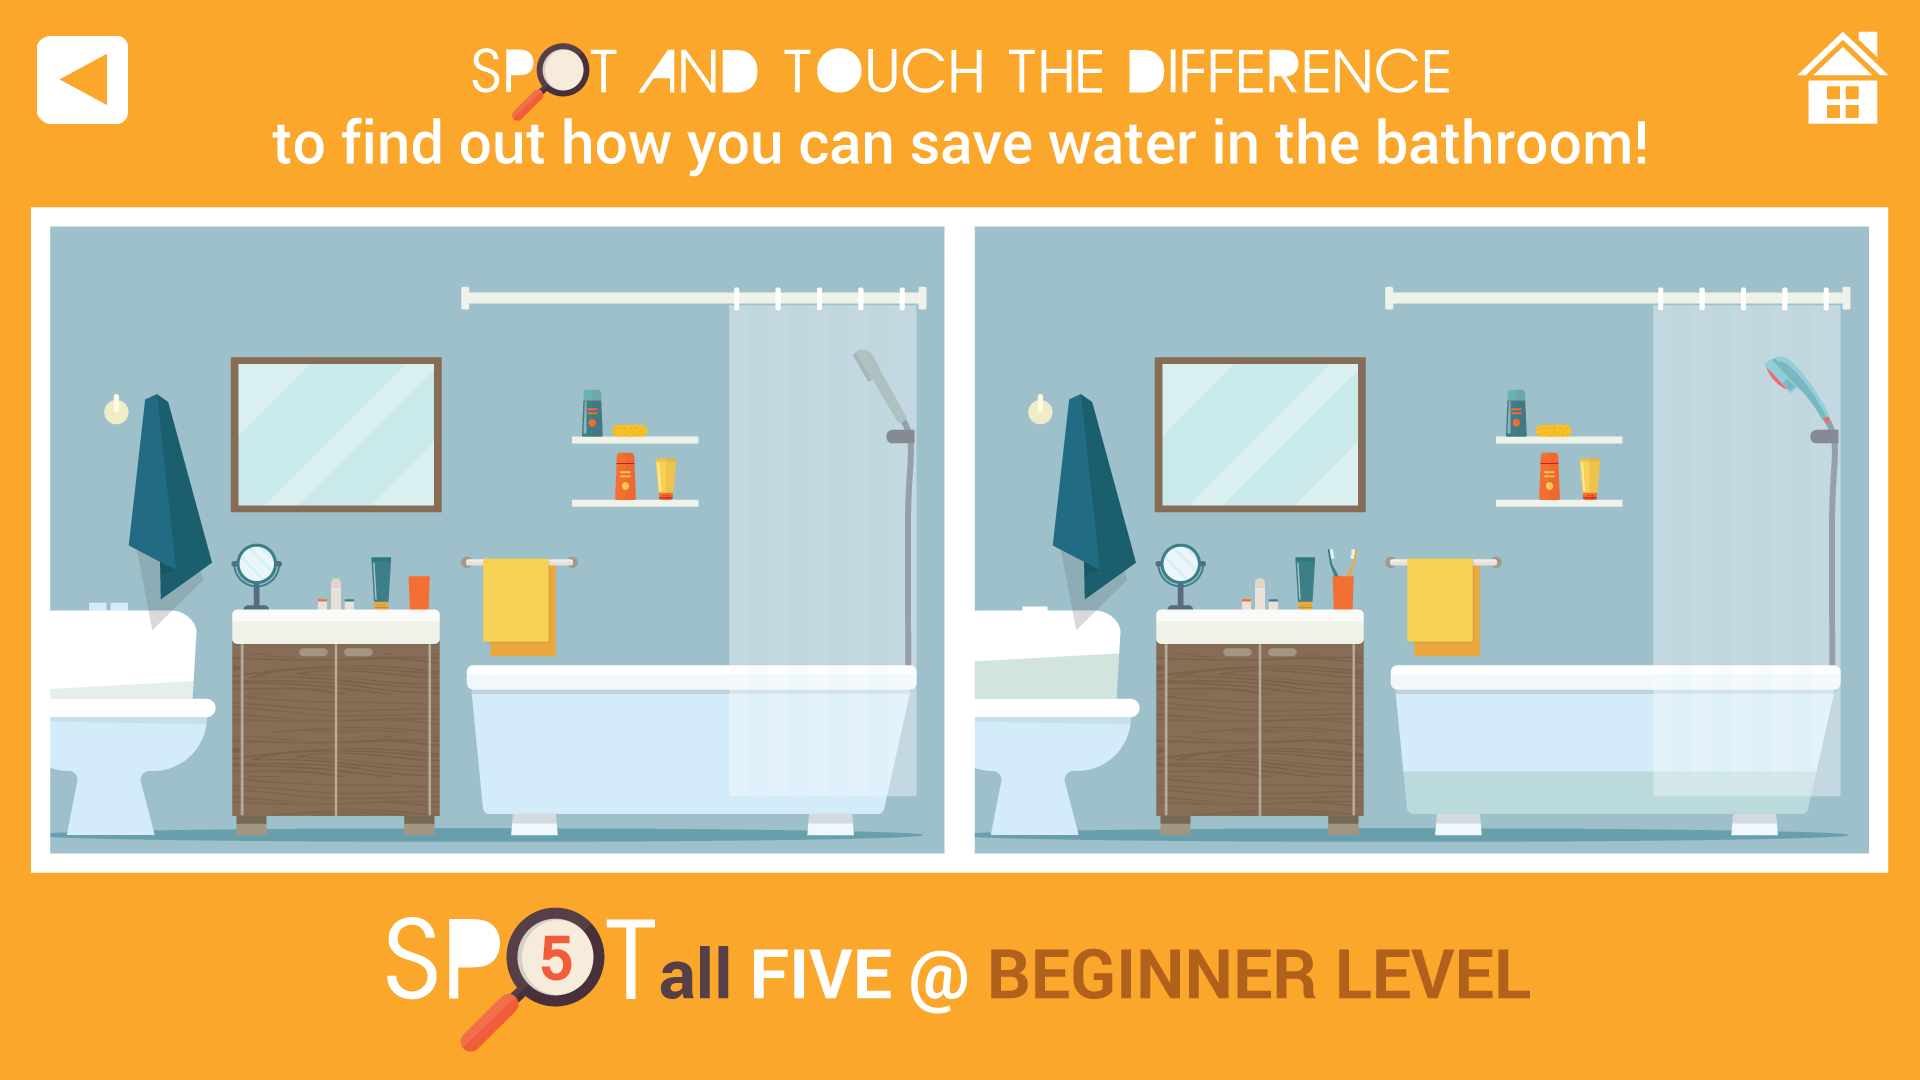 SPOT AND TOUCH THE DIFFERENCE
to find out how you can save water in the bathroom!
SPOT all FIVE @ BEGINNER LEVEL
5